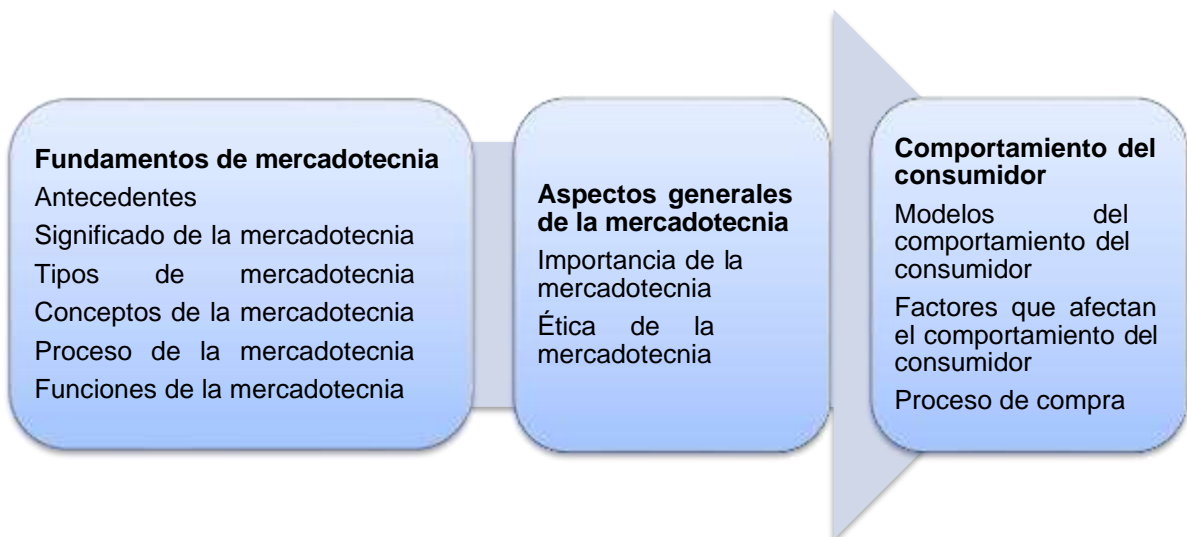 Fundamentos de mercadotecnia
Antecedentes
Significado de la mercadotecnia
Tipos de mercadotecnia
Conceptos de la mercadotecnia
Proceso de la mercadotecnia
Funciones de la mercadotecnia
Aspectos generales
de la mercadotecnia
Importancia de la
mercadotecnia
Ética de la
mercadotecnia
Comportamiento del
consumidor
Modelos del
comportamiento del
consumidor
Factores que afectan
el comportamiento del
consumidor
Proceso de compra